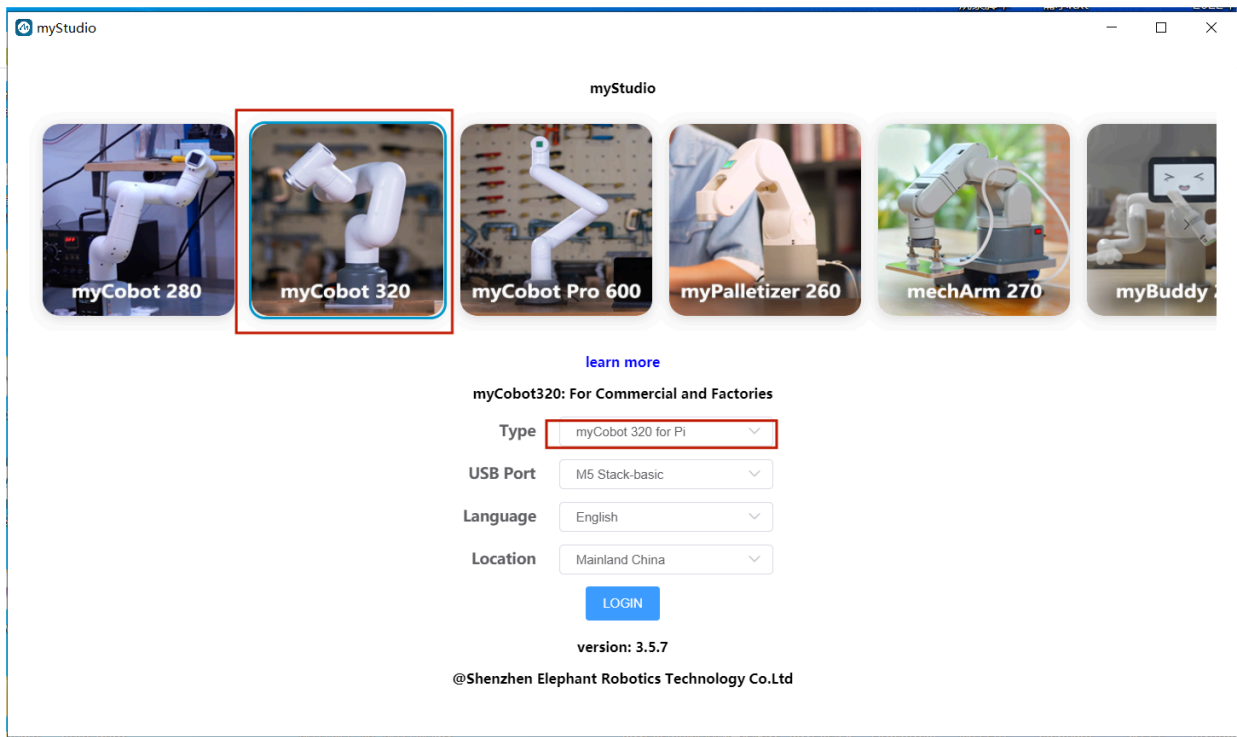 myStudio
myStudio
myCobot 280
myCobot 320
myCobot Pro 600
myPalletizer 260
mechArm 270
myBuddy
learn more
myCobot320: For Commercial and Factories
Type myCobot 320 for Pi
USB Port M5 Stack-basic
Language English
Location Mainland China
LOGIN
version: 3.5.7
@Shenzhen Elephant Robotics Technology Co.Ltd